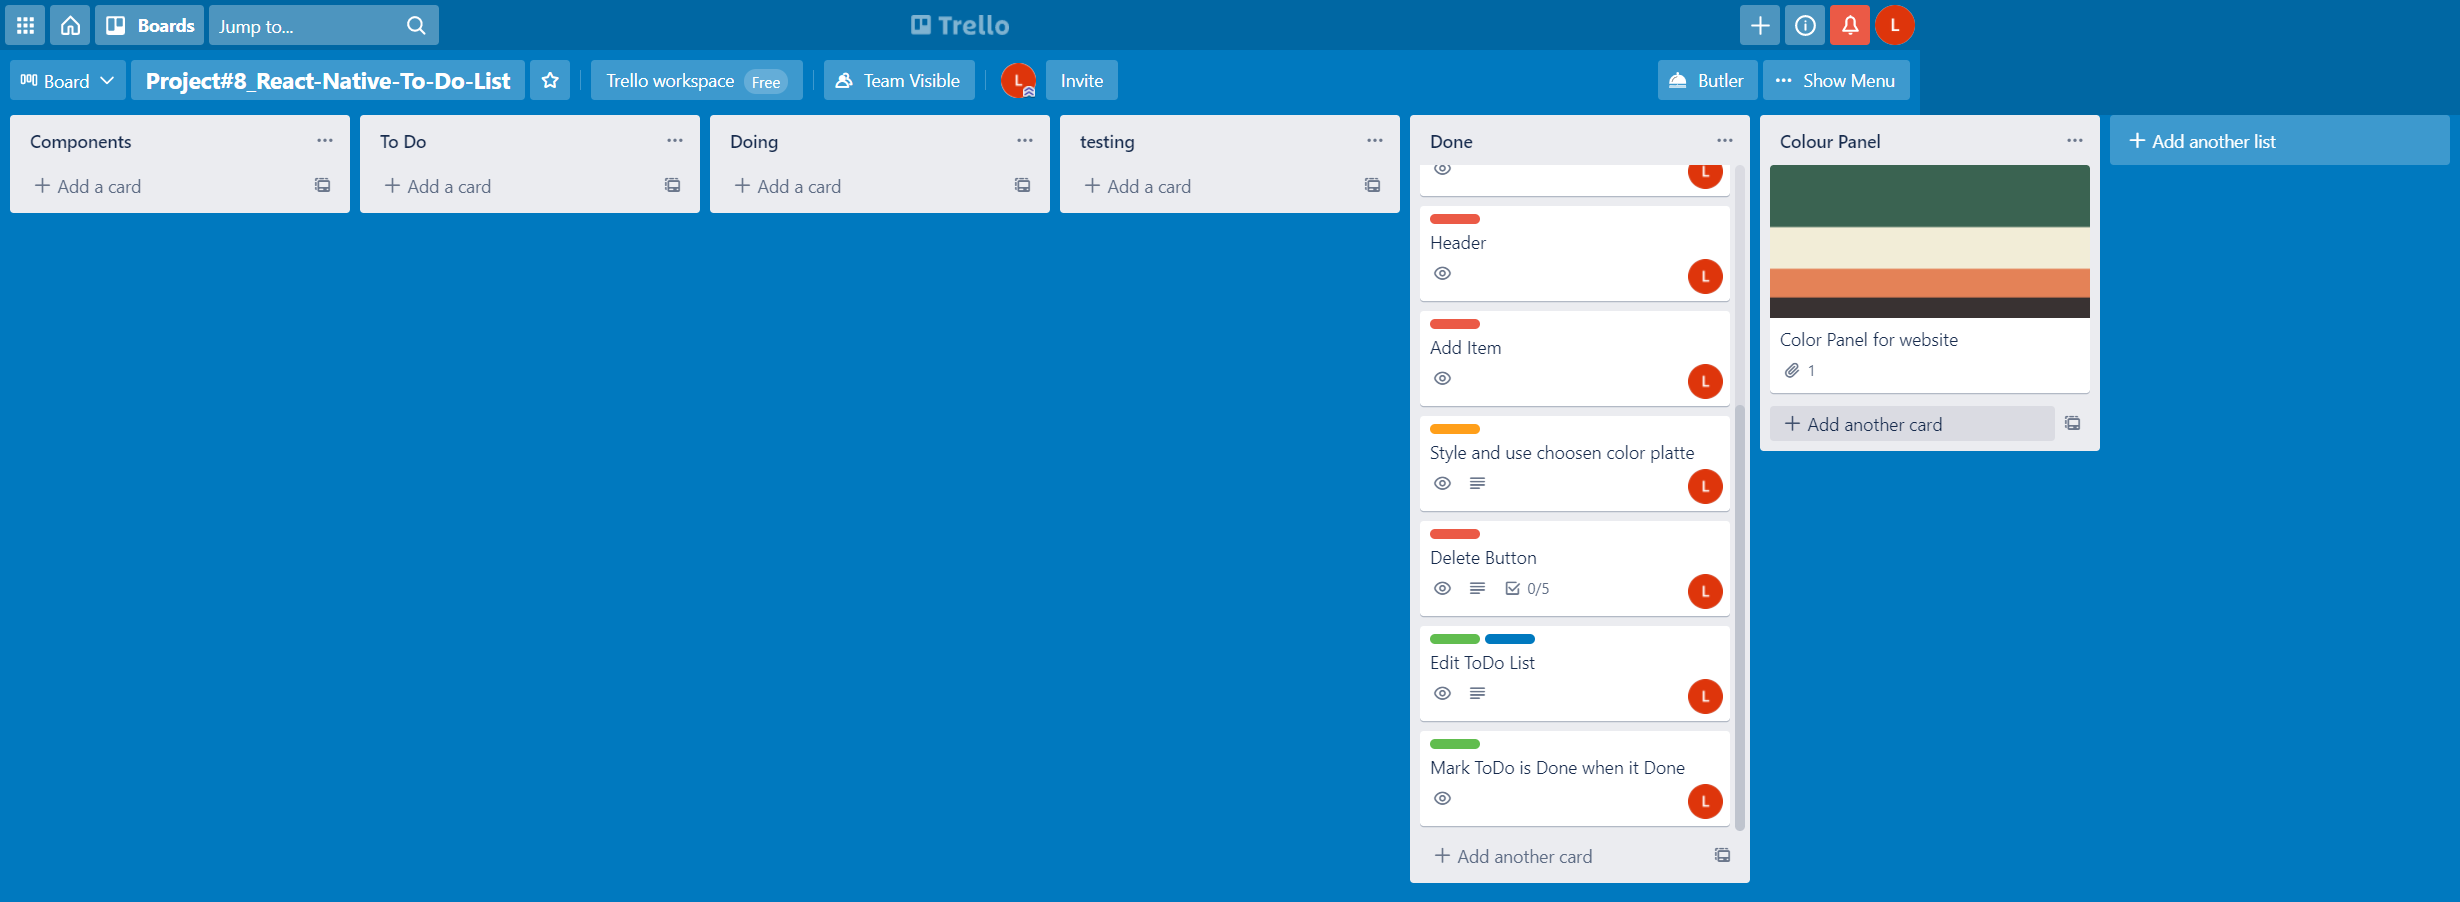 Boards
Jump to...
Trello
L
Board
Project#8_React-Native-To-Do-List
Trello workspace Free
Team Visible
L
Invite
Butler
Show Menu
Components
Add a card
To Do
Add a card
Doing
Add a card
testing
Add a card
Done
L
Header
L
Add Item
L
Style and use choosen color platte
L
Delete Button
0/5
L
Edit ToDo List
L
Mark ToDo is Done when it Done
L
Add another card
Colour Panel
Color Panel for website
1
Add another card
Add another list